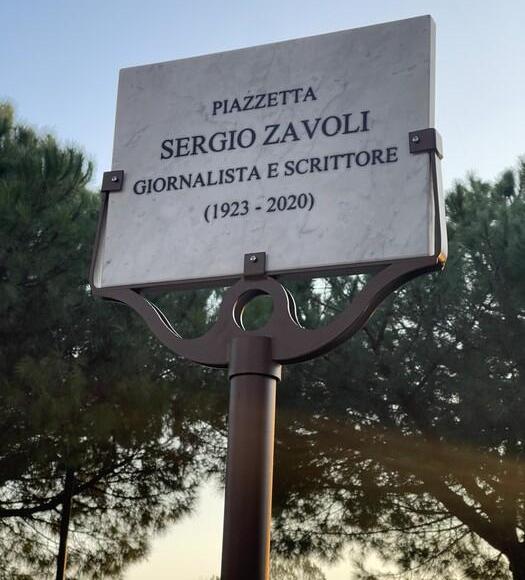 PIAZZETTA
SERGIO ZAVOLI
GIORNALISTA E SCRITTORE
(1923 - 2020)